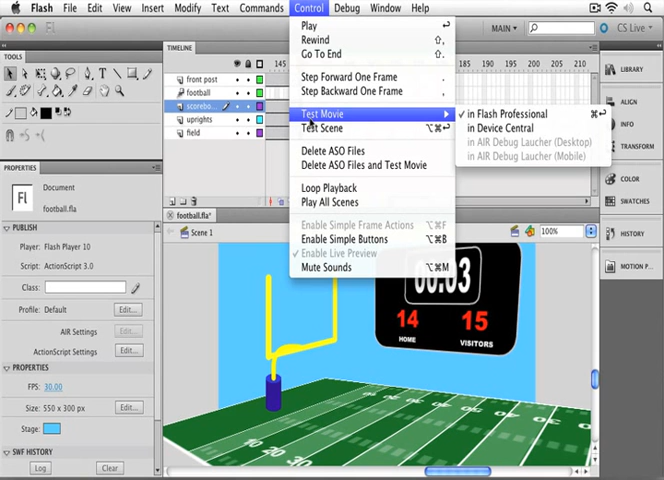 Flash File Edit View Insert Modify Text Commands Control Debug Window Help
MAIN
CS Live
TOOLS
TIMELINE
145
front post
football
scorebo...
uprights
field
football.fla*
Scene 1
100%
Play
Rewind
Go To End
Step Forward One Frame .
Step Backward One Frame ,
Test Movie
Test Scene
Delete ASO Files
Delete ASO Files and Test Movie
Loop Playback
Play All Scenes
Enable Simple Frame Actions ⌥⌘F
Enable Simple Buttons ⌥⌘B
✓ Enable Live Preview
Mute Sounds ⌥⌘M
✓ in Flash Professional
in Device Central
in AIR Debug Laucher (Desktop)
in AIR Debug Laucher (Mobile)
LIBRARY
ALIGN
INFO
TRANSFORM
COLOR
SWATCHES
HISTORY
MOTION P...
PROPERTIES
Fl
Document
football.fla
PUBLISH
Player: Flash Player 10
Script: ActionScript 3.0
Class:
Profile: Default Edit...
AIR Settings Edit...
ActionScript Settings Edit...
PROPERTIES
FPS: 30.00
Size: 550 x 300 px Edit...
Stage:
SWF HISTORY
Log Clear
00:03
14 15
HOME VISITORS